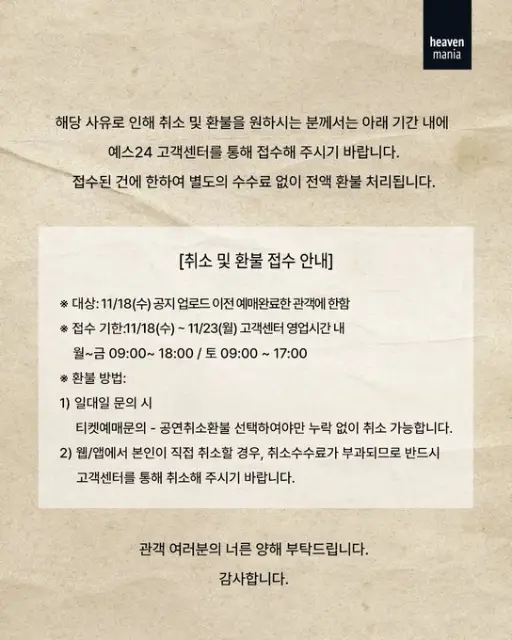 heaven
mania
해당 사유로 인해 취소 및 환불을 원하시는 분께서는 아래 기간 내에
예스24 고객센터를 통해 접수해 주시기 바랍니다.
접수된 건에 한하여 별도의 수수료 없이 전액 환불 처리됩니다.
[취소 및 환불 접수 안내]
※ 대상: 11/18(수) 공지 업로드 이전 예매완료한 관객에 한함
※ 접수 기한:11/18(수) ~ 11/23(월) 고객센터 영업시간 내
월~금 09:00~ 18:00 / 토 09:00 ~ 17:00
※ 환불 방법:
1) 일대일 문의 시
티켓예매문의 - 공연취소환불 선택하여야만 누락 없이 취소 가능합니다.
2) 웹/앱에서 본인이 직접 취소할 경우, 취소수수료가 부과되므로 반드시
고객센터를 통해 취소해 주시기 바랍니다.
관객 여러분의 너른 양해 부탁드립니다.
감사합니다.